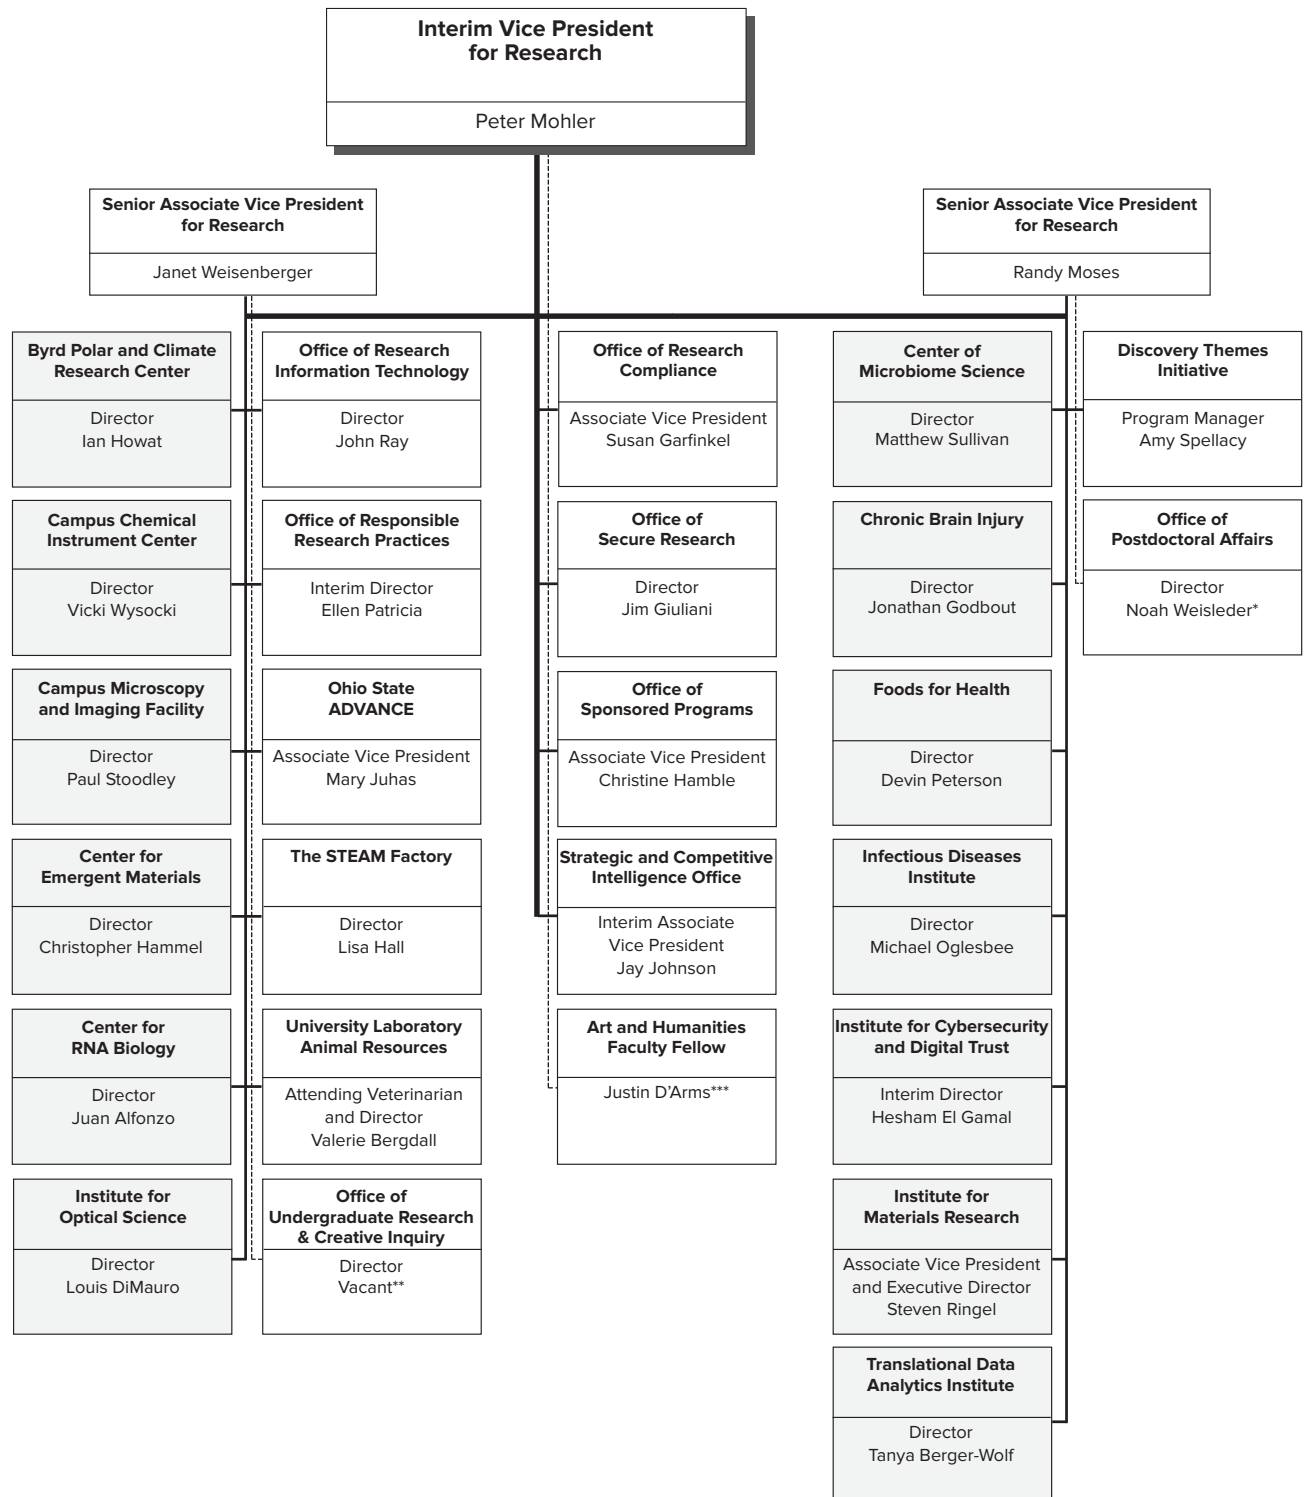 Interim Vice President
for Research
Peter Mohler
Senior Associate Vice President
for Research
Janet Weisenberger
Senior Associate Vice President
for Research
Randy Moses
Byrd Polar and Climate
Research Center
Director
Ian Howat
Office of Research
Information Technology
Director
John Ray
Office of Research
Compliance
Associate Vice President
Susan Garfinkel
Center of
Microbiome Science
Director
Matthew Sullivan
Discovery Themes
Initiative
Program Manager
Amy Spellacy
Campus Chemical
Instrument Center
Director
Vicki Wysocki
Office of Responsible
Research Practices
Interim Director
Ellen Patricia
Office of
Secure Research
Director
Jim Giuliani
Chronic Brain Injury
Director
Jonathan Godbout
Office of
Postdoctoral Affairs
Director
Noah Weisleder*
Campus Microscopy
and Imaging Facility
Director
Paul Stoodley
Ohio State
ADVANCE
Associate Vice President
Mary Juhas
Office of
Sponsored Programs
Associate Vice President
Christine Hamble
Foods for Health
Director
Devin Peterson
Center for
Emergent Materials
Director
Christopher Hammel
The STEAM Factory
Director
Lisa Hall
Strategic and Competitive
Intelligence Office
Interim Associate
Vice President
Jay Johnson
Infectious Diseases
Institute
Director
Michael Oglesbee
Center for
RNA Biology
Director
Juan Alfonzo
University Laboratory
Animal Resources
Attending Veterinarian
and Director
Valerie Bergdall
Art and Humanities
Faculty Fellow
Justin D'Arms***
Institute for Cybersecurity
and Digital Trust
Interim Director
Hesham El Gamal
Institute for
Optical Science
Director
Louis DiMauro
Office of
Undergraduate Research
& Creative Inquiry
Director
Vacant**
Institute for
Materials Research
Associate Vice President
and Executive Director
Steven Ringel
Translational Data
Analytics Institute
Director
Tanya Berger-Wolf